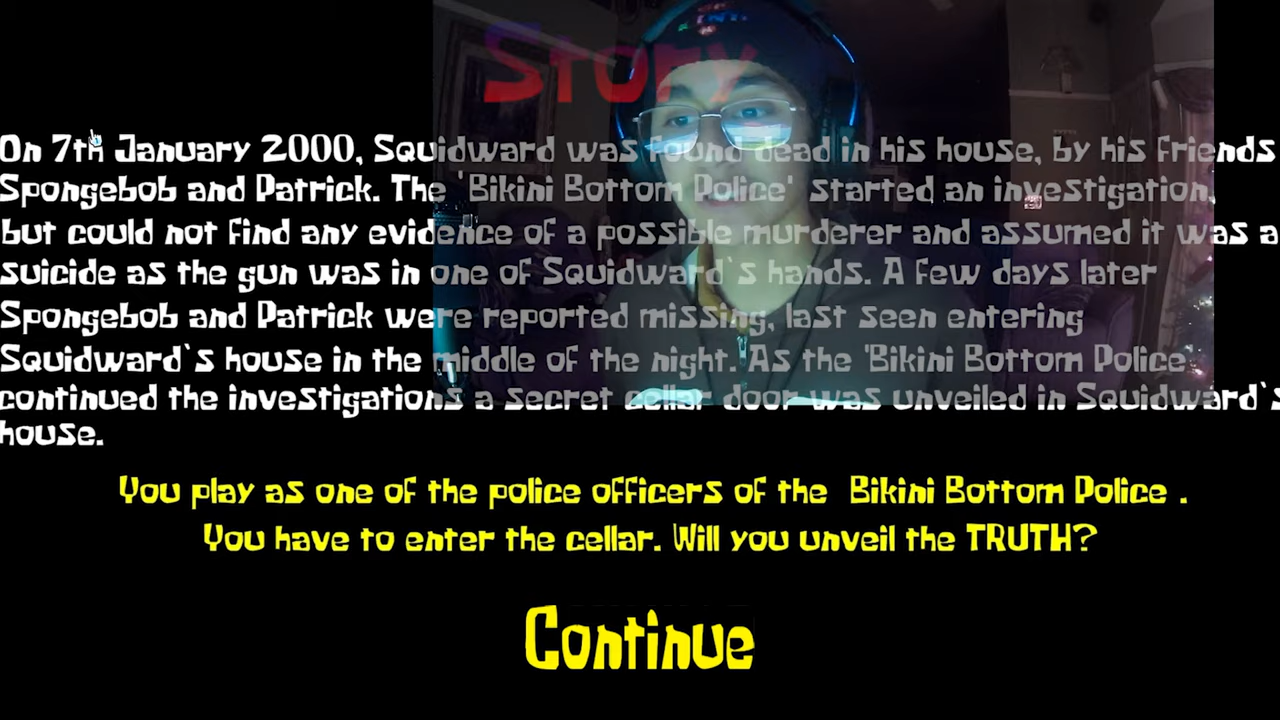 Story
On 7th January 2000, Squidward was found dead in his house, by his friends
Spongebob and Patrick. The 'Bikini Bottom Police' started an investigation,
but could not find any evidence of a possible murderer and assumed it was a
suicide as the gun was in one of Squidward`s hands. A few days later
Spongebob and Patrick were reported missing, last seen entering
Squidward`s house in the middle of the night. As the 'Bikini Bottom Police
continued the investigations a secret cellar door was unveiled in Squidward`s
house.
You play as one of the police officers of the Bikini Bottom Police .
You have to enter the cellar. Will you unveil the TRUTH?
Continue